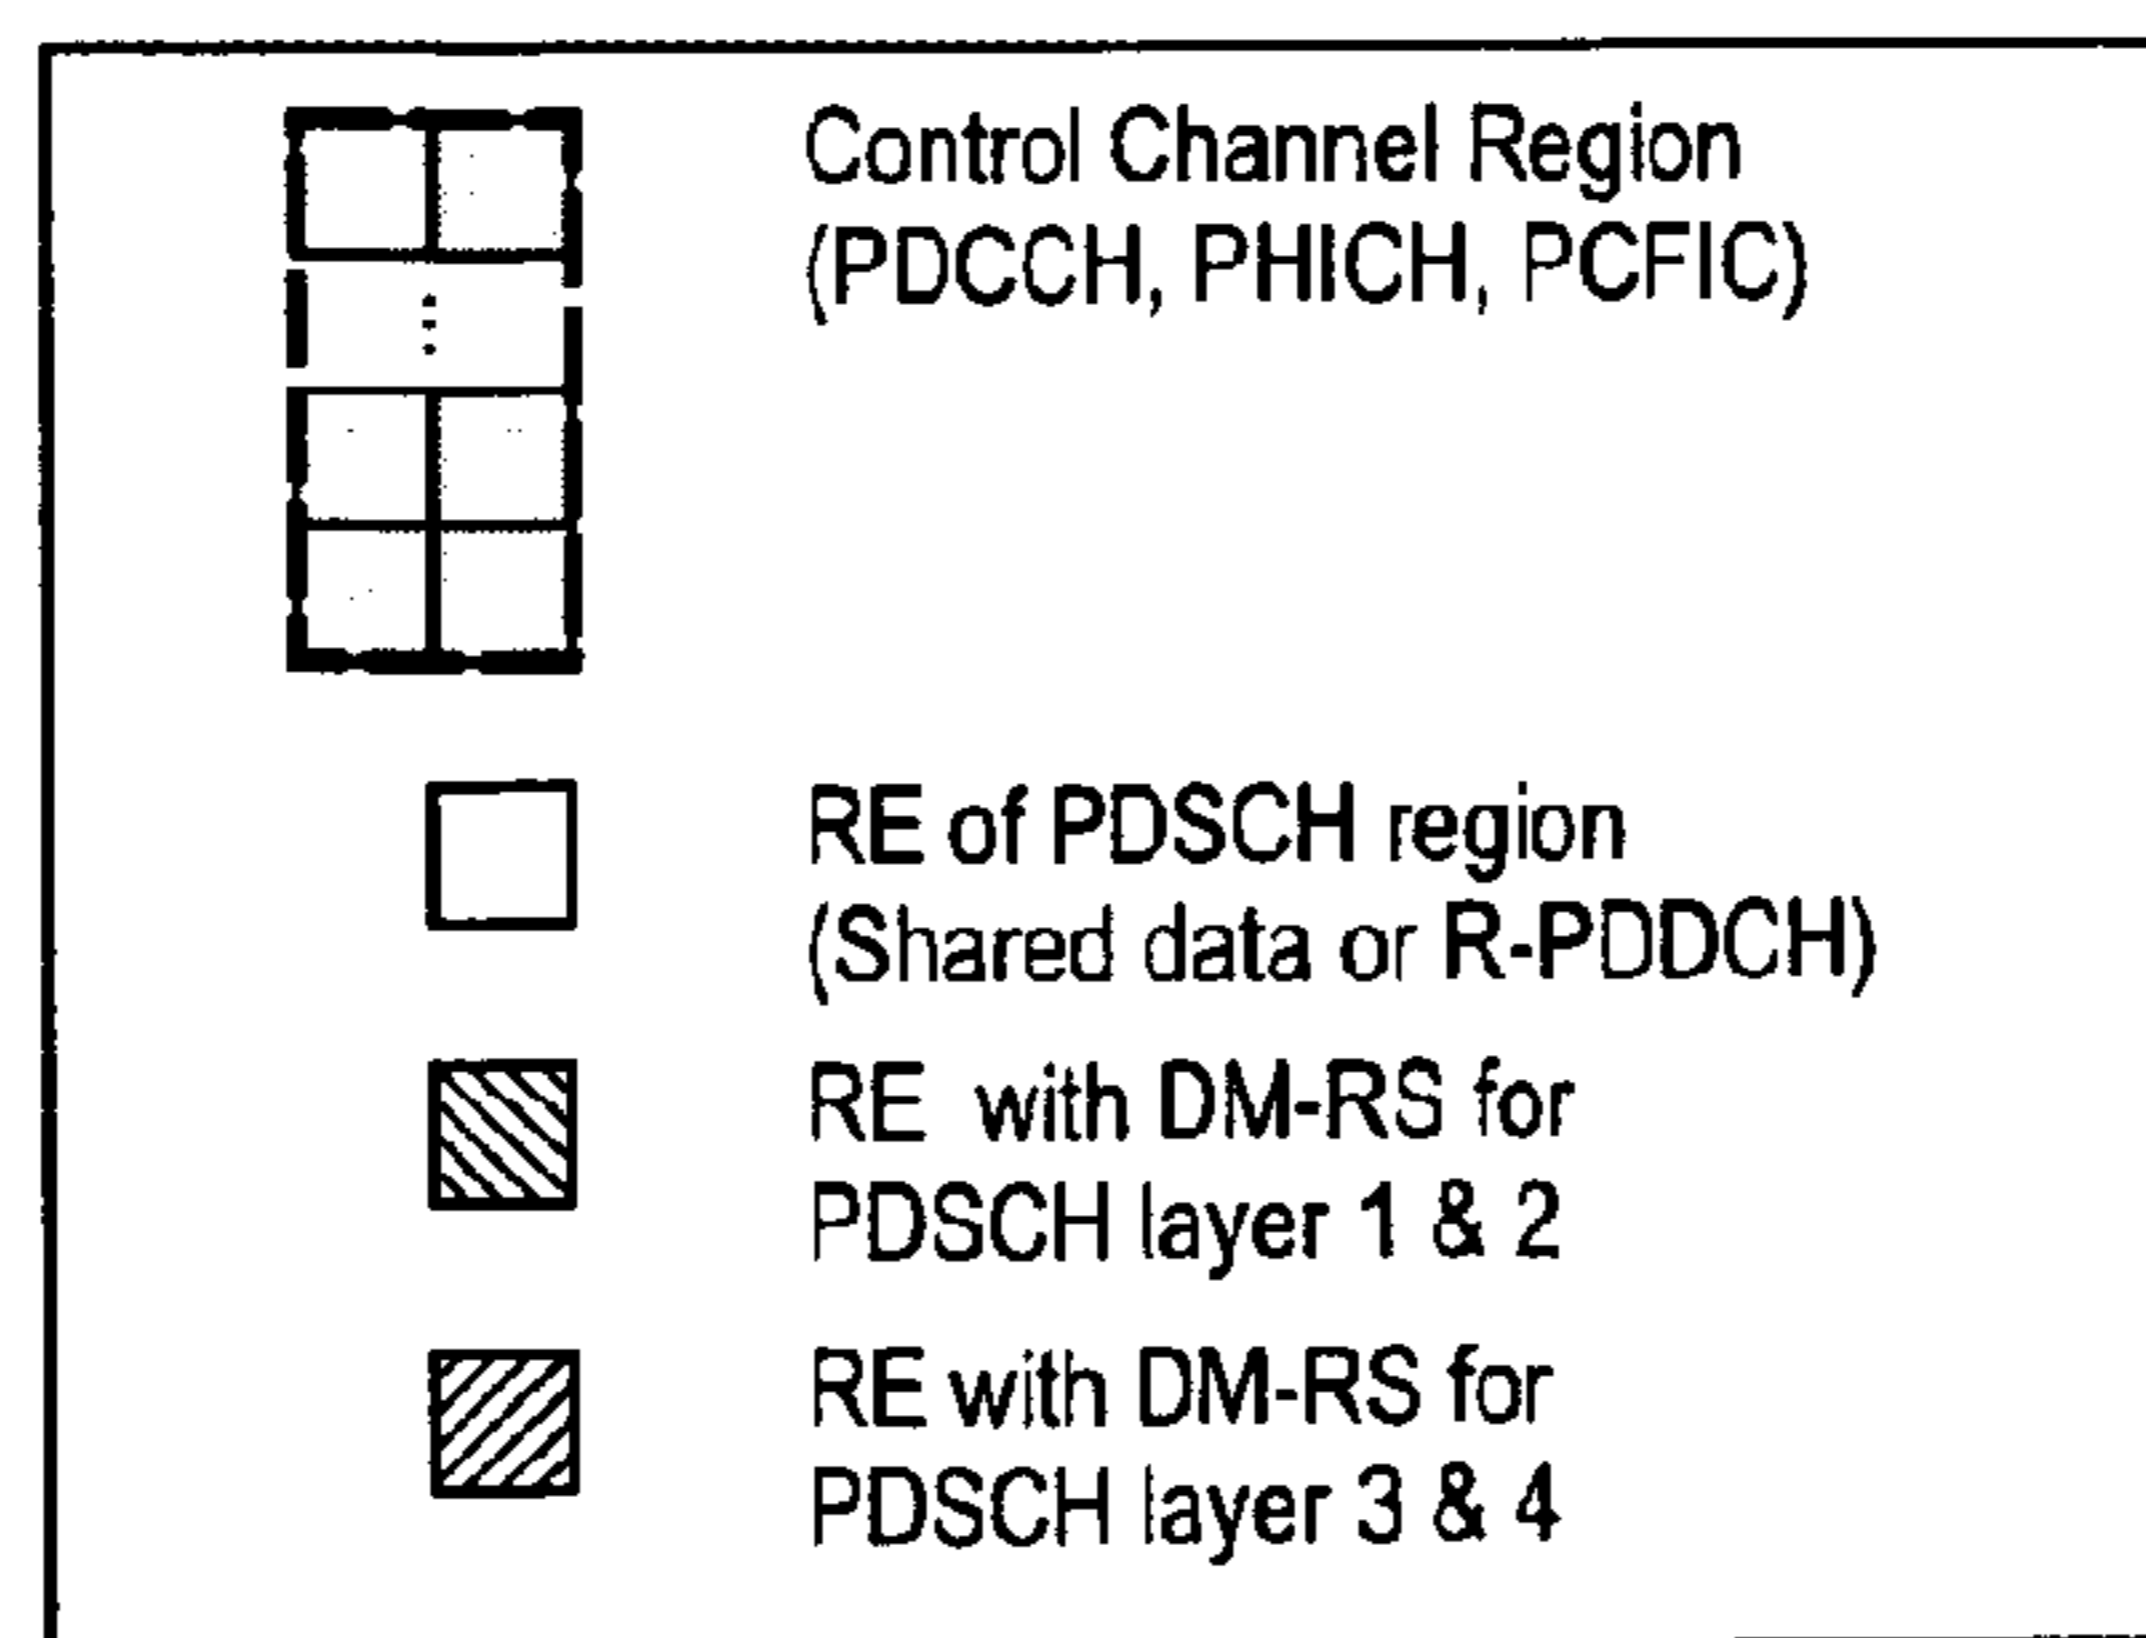 Control Channel Region
(PDCCH, PHICH, PCFIC)
RE of PDSCH region
(Shared data or R-PDDCH)
RE with DM-RS for
PDSCH layer 1 & 2
RE with DM-RS for
PDSCH layer 3 & 4